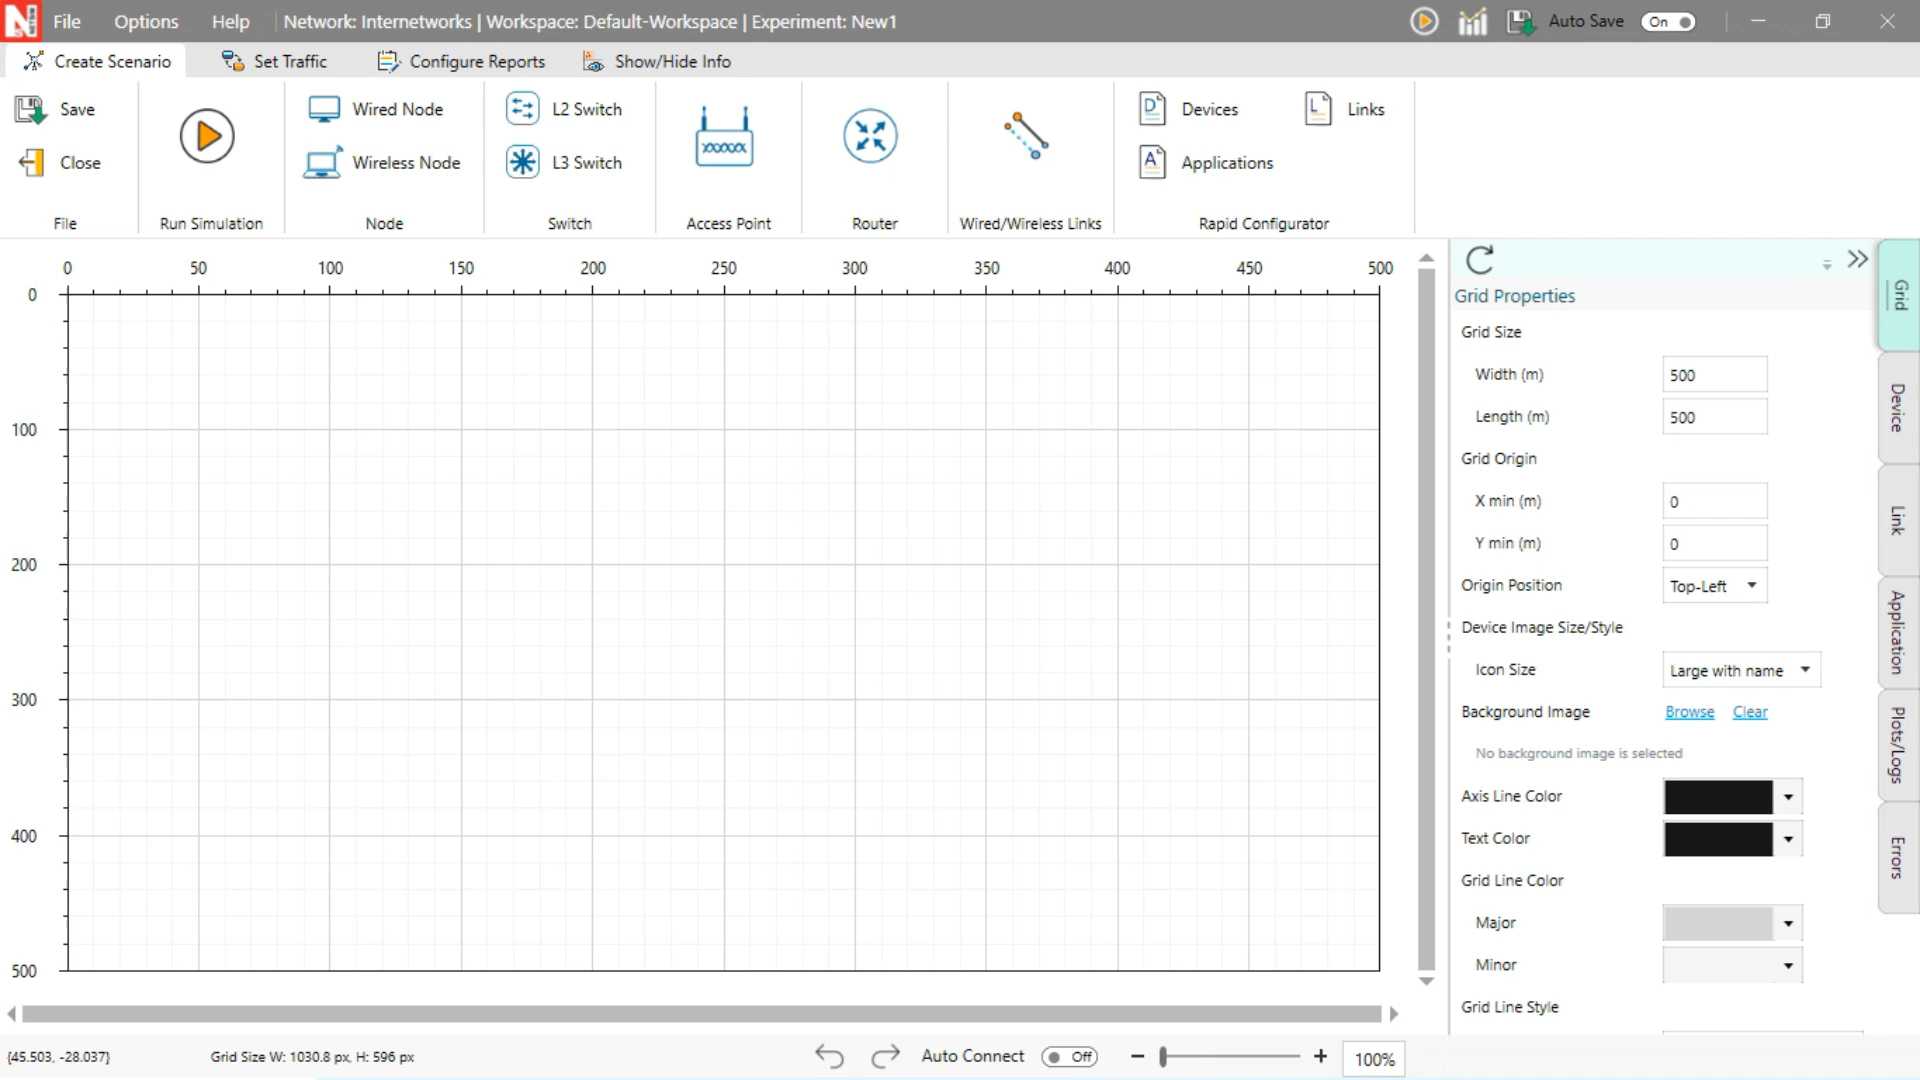 File Options Help Network: Internetworks | Workspace: Default-Workspace | Experiment: New1 Auto Save On
Create Scenario Set Traffic Configure Reports Show/Hide Info
Save Wired Node L2 Switch Devices Links
Close Wireless Node L3 Switch Applications
File Run Simulation Node Switch Access Point Router Wired/Wireless Links Rapid Configurator
0 50 100 150 200 250 300 350 400 450 500
0
100
200
300
400
500
Grid Properties
Grid Size
Width (m) 500
Length (m) 500
Grid Origin
X min (m) 0
Y min (m) 0
Origin Position Top-Left
Device Image Size/Style
Icon Size Large with name
Background Image Browse Clear
No background image is selected
Axis Line Color
Text Color
Grid Line Color
Major
Minor
Grid Line Style
Grid
Device
Link
Application
Plots/Logs
Errors
(45.503, -28.037) Grid Size W: 1030.8 px, H: 596 px Auto Connect Off 100%